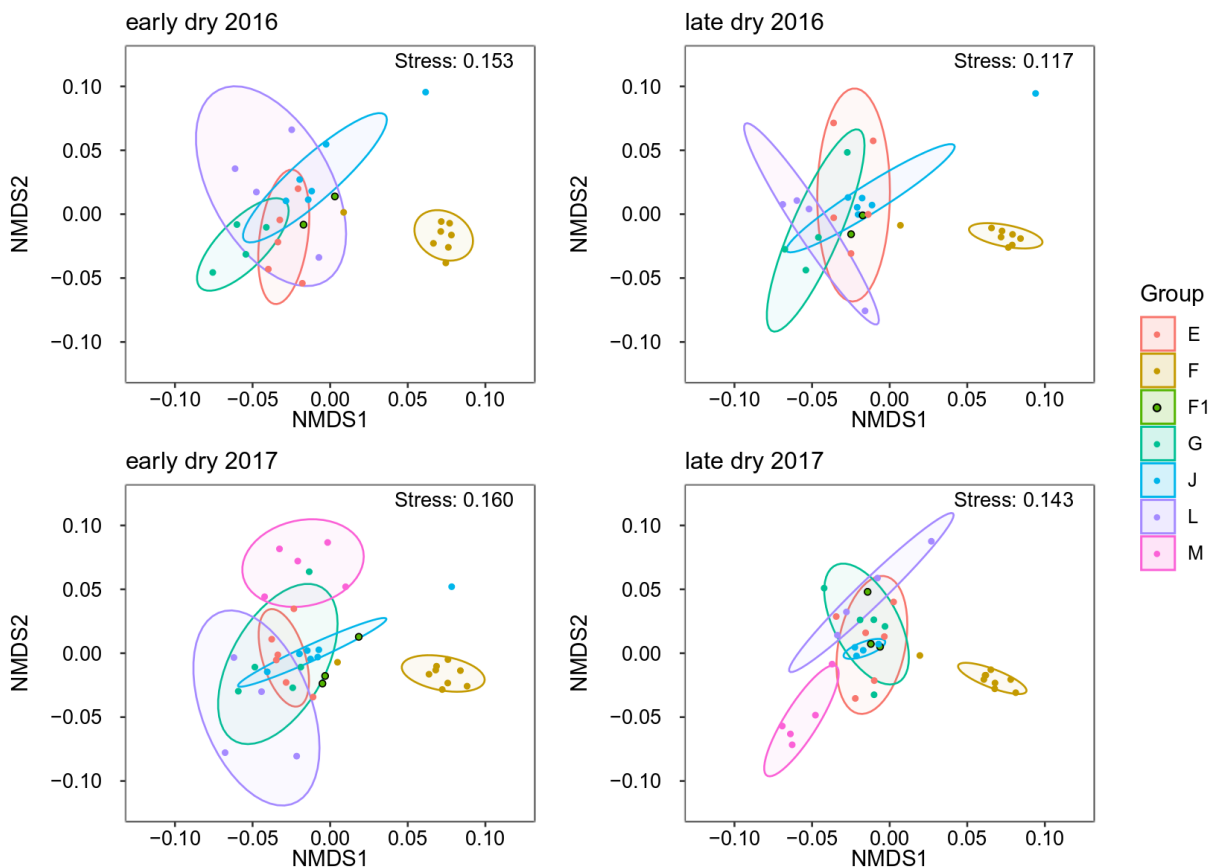 early dry 2016
Stress: 0.153
0.10
0.05
0.00
−0.05
−0.10
NMDS2
−0.10 −0.05 0.00 0.05 0.10
NMDS1
late dry 2016
Stress: 0.117
0.10
0.05
0.00
−0.05
−0.10
NMDS2
−0.10 −0.05 0.00 0.05 0.10
NMDS1
early dry 2017
Stress: 0.160
0.10
0.05
0.00
−0.05
−0.10
NMDS2
−0.10 −0.05 0.00 0.05 0.10
NMDS1
late dry 2017
Stress: 0.143
0.10
0.05
0.00
−0.05
−0.10
NMDS2
−0.10 −0.05 0.00 0.05 0.10
NMDS1
Group
E
F
F1
G
J
L
M